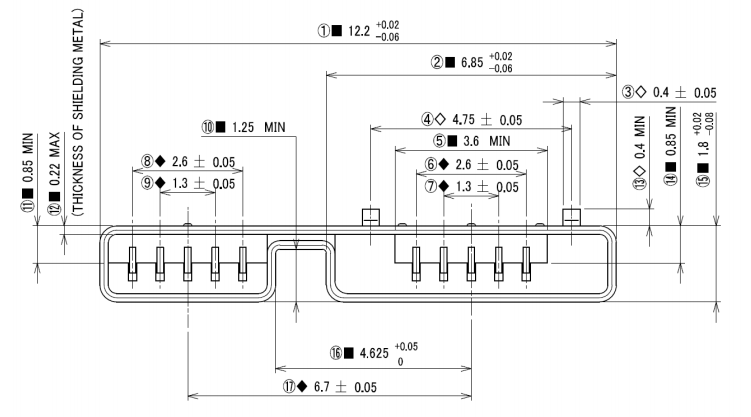 ①■ 12.2 +0.02 -0.06
②■ 6.85 +0.02 -0.06
③◇ 0.4 ± 0.05
④◇ 4.75 ± 0.05
⑩■ 1.25 MIN
⑤■ 3.6 MIN
⑧◆ 2.6 ± 0.05
⑥◆ 2.6 ± 0.05
⑨◆ 1.3 ± 0.05
⑦◆ 1.3 ± 0.05
⑪■ 0.85 MIN
⑫■ 0.22 MAX
(THICKNESS OF SHIELDING METAL)
⑬◇ 0.4 MIN
⑭■ 0.85 MIN
⑮■ 1.8 +0.02 -0.08
⑯■ 4.625 +0.05 0
⑰◆ 6.7 ± 0.05